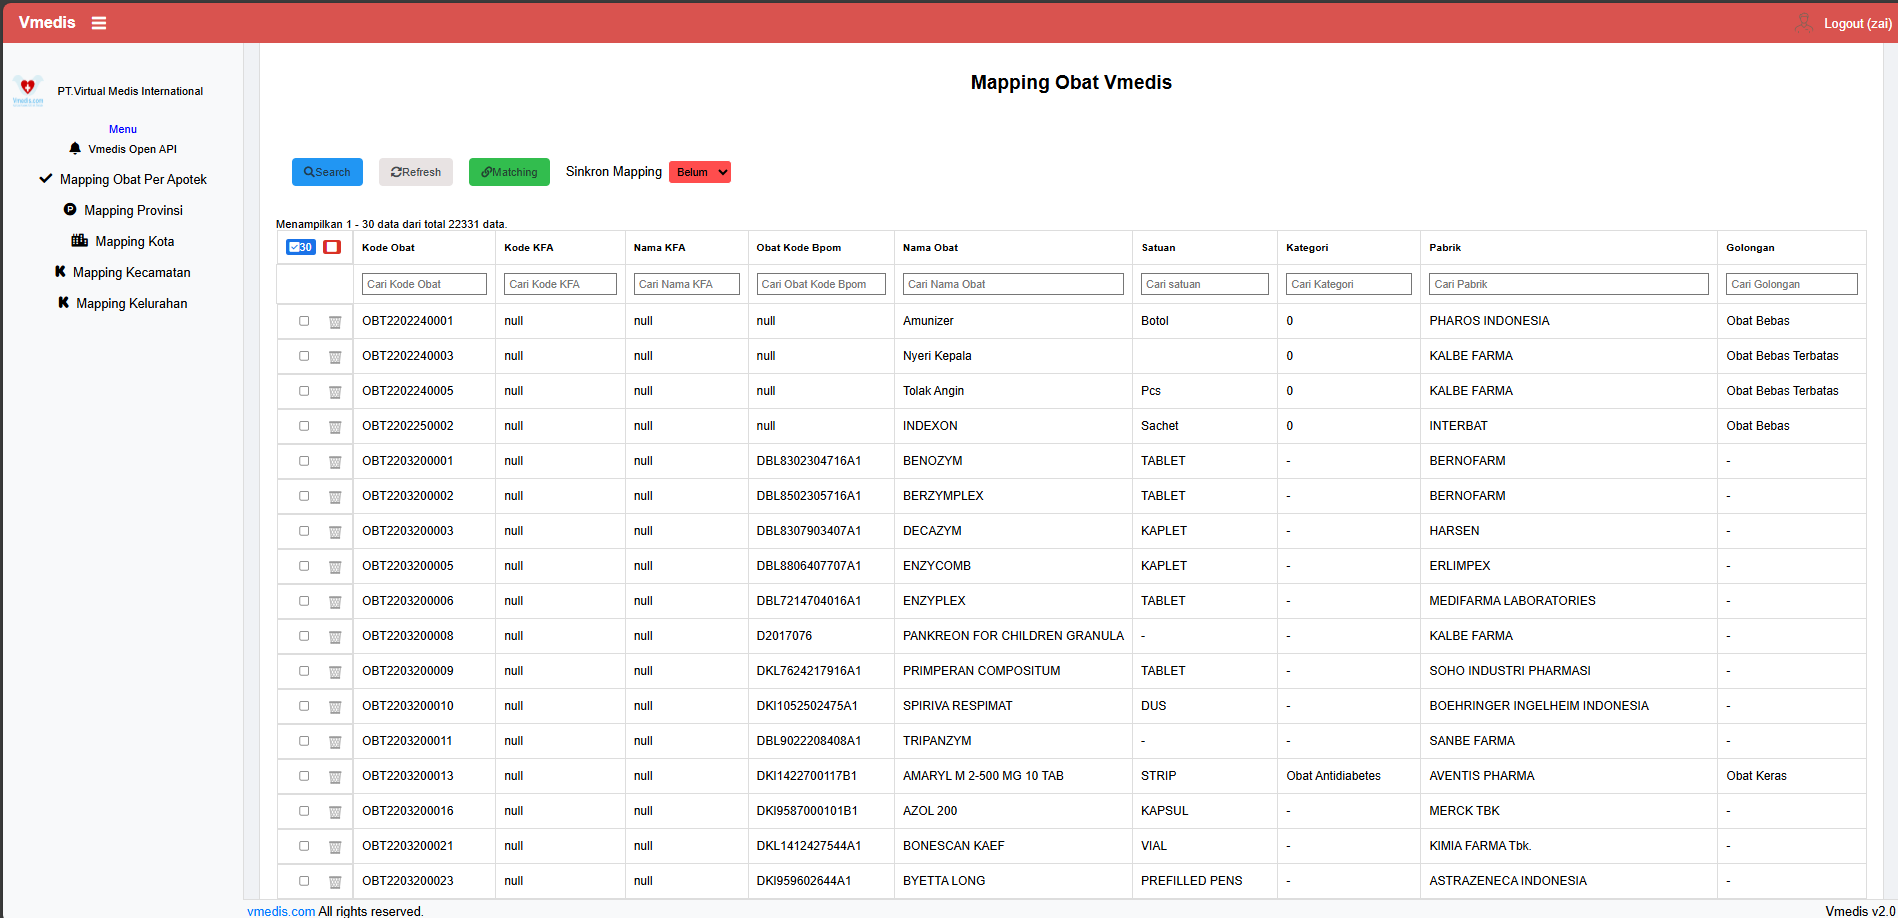 Vmedis
Logout (zai)
Vmedis.com
PT.Virtual Medis International
Menu
Vmedis Open API
Mapping Obat Per Apotek
P Mapping Provinsi
Mapping Kota
K Mapping Kecamatan
K Mapping Kelurahan
Mapping Obat Vmedis
Search Refresh Matching Sinkron Mapping Belum
Menampilkan 1 - 30 data dari total 22331 data.
30 Kode Obat Kode KFA Nama KFA Obat Kode Bpom Nama Obat Satuan Kategori Pabrik Golongan
Cari Kode Obat Cari Kode KFA Cari Nama KFA Cari Obat Kode Bpom Cari Nama Obat Cari satuan Cari Kategori Cari Pabrik Cari Golongan
OBT2202240001 null null null Amunizer Botol 0 PHAROS INDONESIA Obat Bebas
OBT2202240003 null null null Nyeri Kepala 0 KALBE FARMA Obat Bebas Terbatas
OBT2202240005 null null null Tolak Angin Pcs 0 KALBE FARMA Obat Bebas Terbatas
OBT2202250002 null null null INDEXON Sachet 0 INTERBAT Obat Bebas
OBT2203200001 null null DBL8302304716A1 BENOZYM TABLET - BERNOFARM -
OBT2203200002 null null DBL8502305716A1 BERZYMPLEX TABLET - BERNOFARM -
OBT2203200003 null null DBL8307903407A1 DECAZYM KAPLET - HARSEN -
OBT2203200005 null null DBL8806407707A1 ENZYCOMB KAPLET - ERLIMPEX -
OBT2203200006 null null DBL7214704016A1 ENZYPLEX TABLET - MEDIFARMA LABORATORIES -
OBT2203200008 null null D2017076 PANKREON FOR CHILDREN GRANULA - - KALBE FARMA -
OBT2203200009 null null DKL7624217916A1 PRIMPERAN COMPOSITUM TABLET - SOHO INDUSTRI PHARMASI -
OBT2203200010 null null DKI1052502475A1 SPIRIVA RESPIMAT DUS - BOEHRINGER INGELHEIM INDONESIA -
OBT2203200011 null null DBL9022208408A1 TRIPANZYM - - SANBE FARMA -
OBT2203200013 null null DKI1422700117B1 AMARYL M 2-500 MG 10 TAB STRIP Obat Antidiabetes AVENTIS PHARMA Obat Keras
OBT2203200016 null null DKI9587000101B1 AZOL 200 KAPSUL - MERCK TBK -
OBT2203200021 null null DKL1412427544A1 BONESCAN KAEF VIAL - KIMIA FARMA Tbk. -
OBT2203200023 null null DKI959602644A1 BYETTA LONG PREFILLED PENS - ASTRAZENECA INDONESIA -
vmedis.com All rights reserved.
Vmedis v2.0